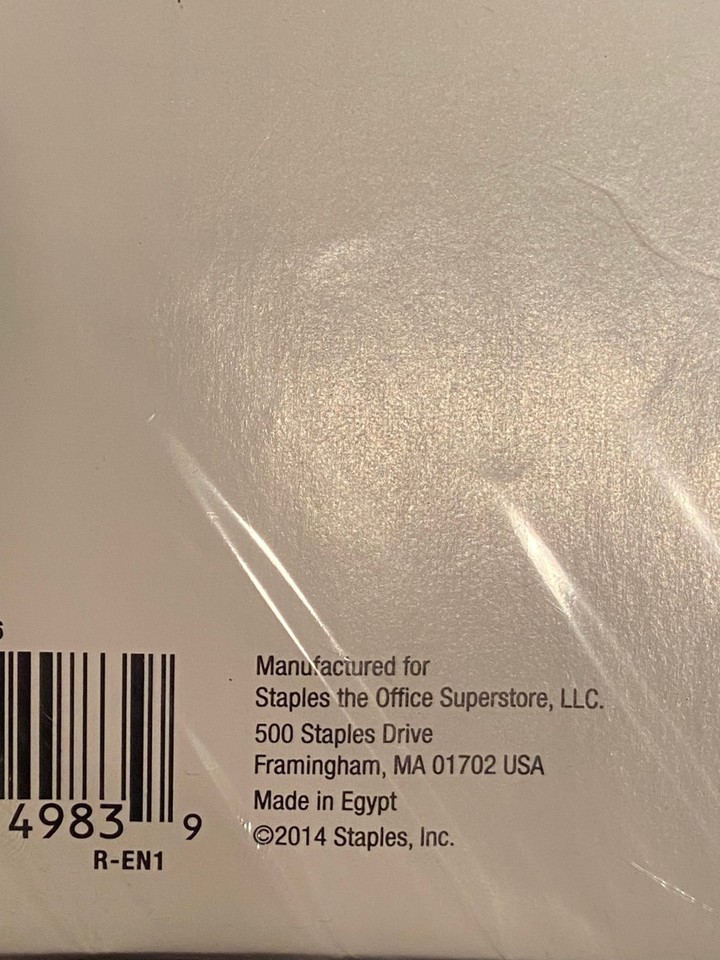 6
Manufactured for
Staples the Office Superstore, LLC.
500 Staples Drive
Framingham, MA 01702 USA
Made in Egypt
©2014 Staples, Inc.
4983 9
R-EN1